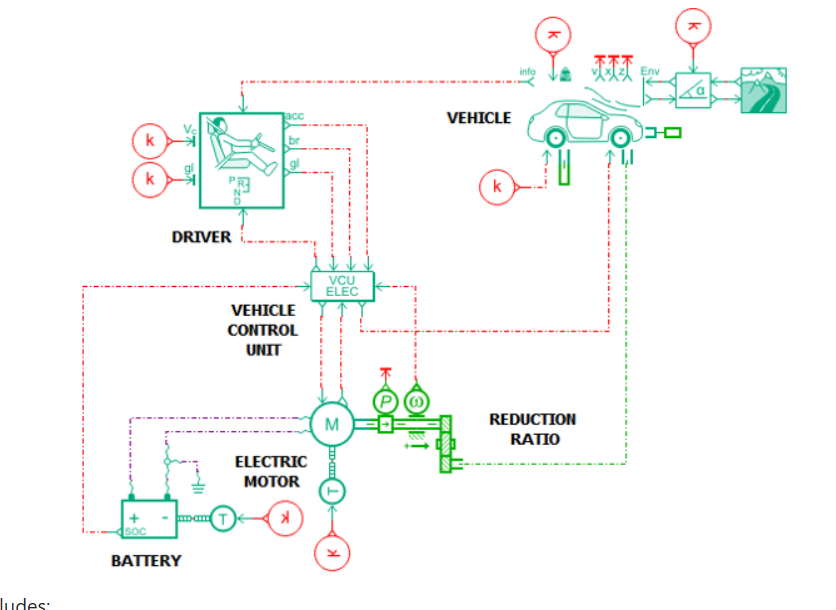 k
k
info
v
x
z
Env
α
VEHICLE
acc
k
Vc
br
k
gl
gl
P
R
N
D
k
DRIVER
VCU
ELEC
VEHICLE
CONTROL
UNIT
P
ω
M
REDUCTION
RATIO
+
ELECTRIC
MOTOR
T
+
-
T
k
SOC
k
BATTERY
ludes: